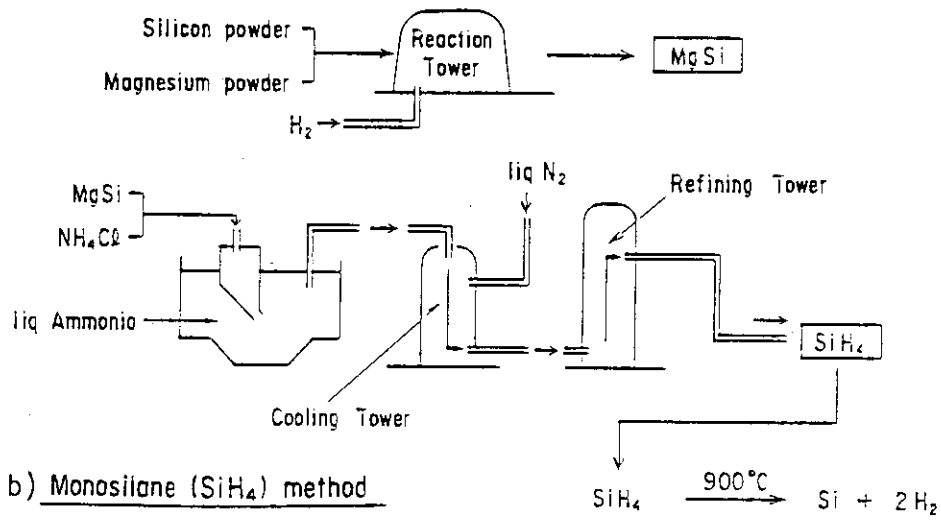 Silicon powder
Magnesium powder
H₂
Reaction
Tower
MgSi
MgSi
NH₄Cl
liq Ammonia
liq N₂
Cooling Tower
Refining Tower
SiH₄
b) Monosilane (SiH₄) method
SiH₄ 900°C Si + 2H₂